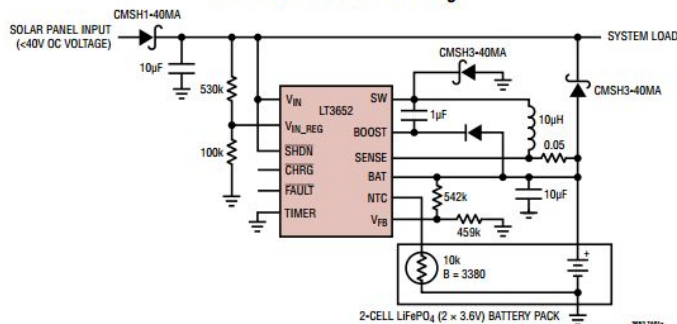 CMSH1-40MA
SOLAR PANEL INPUT
(<40V OC VOLTAGE)
SYSTEM LOAD
CMSH3-40MA
CMSH3-40MA
10µF
530k
VIN
LT3652
SW
VIN_REG
1µF
10µH
BOOST
100k
SHDN
SENSE
0.05
CHRG
BAT
FAULT
NTC
542k
10µF
TIMER
VFB
459k
10k
B = 3380
+
2-CELL LiFePO4 (2 × 3.6V) BATTERY PACK